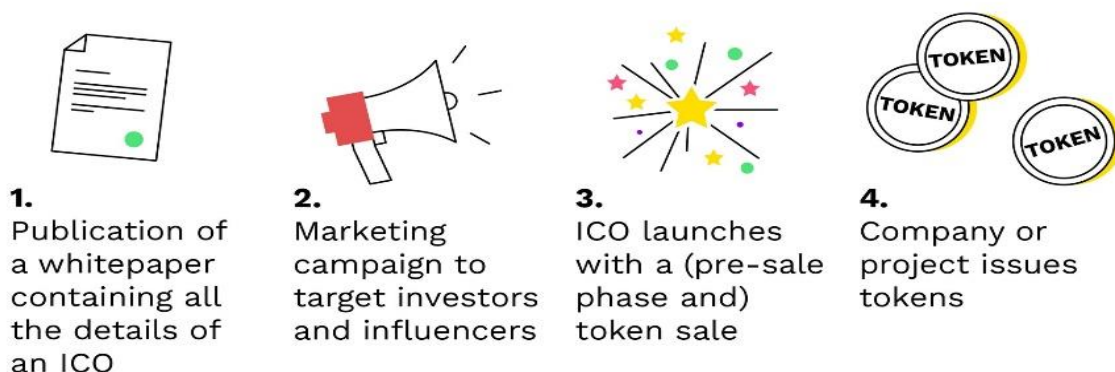 TOKEN
TOKEN
TOKEN
1.
Publication of
a whitepaper
containing all
the details of
an ICO
2.
Marketing
campaign to
target investors
and influencers
3.
ICO launches
with a (pre-sale
phase and)
token sale
4.
Company or
project issues
tokens